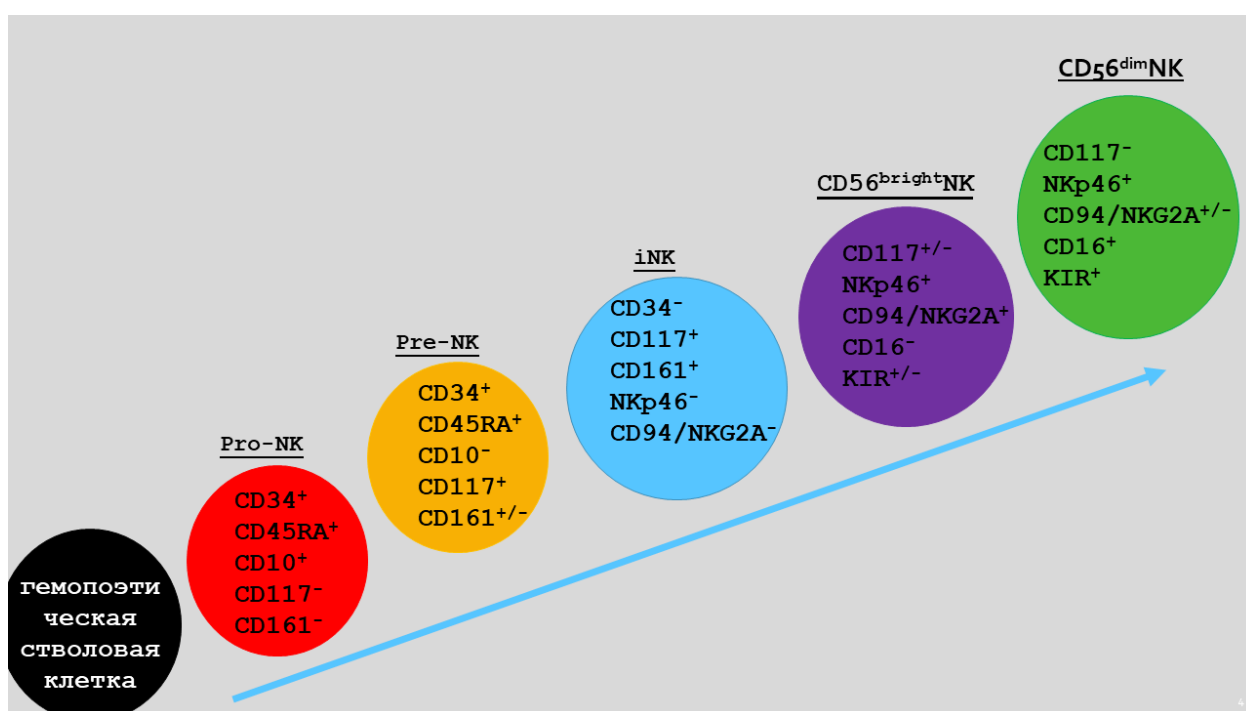 гемопоэти
ческая
стволовая
клетка
Pro-NK
CD34⁺
CD45RA⁺
CD10⁺
CD117⁻
CD161⁻
Pre-NK
CD34⁺
CD45RA⁺
CD10⁻
CD117⁺
CD161⁺/⁻
iNK
CD34⁻
CD117⁺
CD161⁺
NKp46⁻
CD94/NKG2A⁻
CD56ᵇʳⁱᵍʰᵗNK
CD117⁺/⁻
NKp46⁺
CD94/NKG2A⁺
CD16⁻
KIR⁺/⁻
CD56ᵈⁱᵐNK
CD117⁻
NKp46⁺
CD94/NKG2A⁺/⁻
CD16⁺
KIR⁺
4